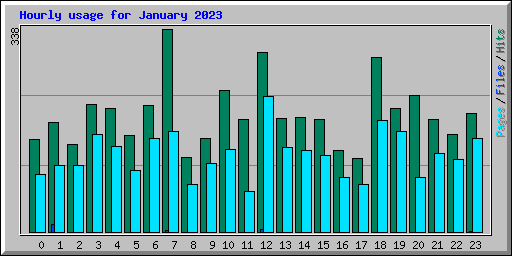 Hourly usage for January 2023
338
Pages / Files / Hits
0 1 2 3 4 5 6 7 8 9 10 11 12 13 14 15 16 17 18 19 20 21 22 23